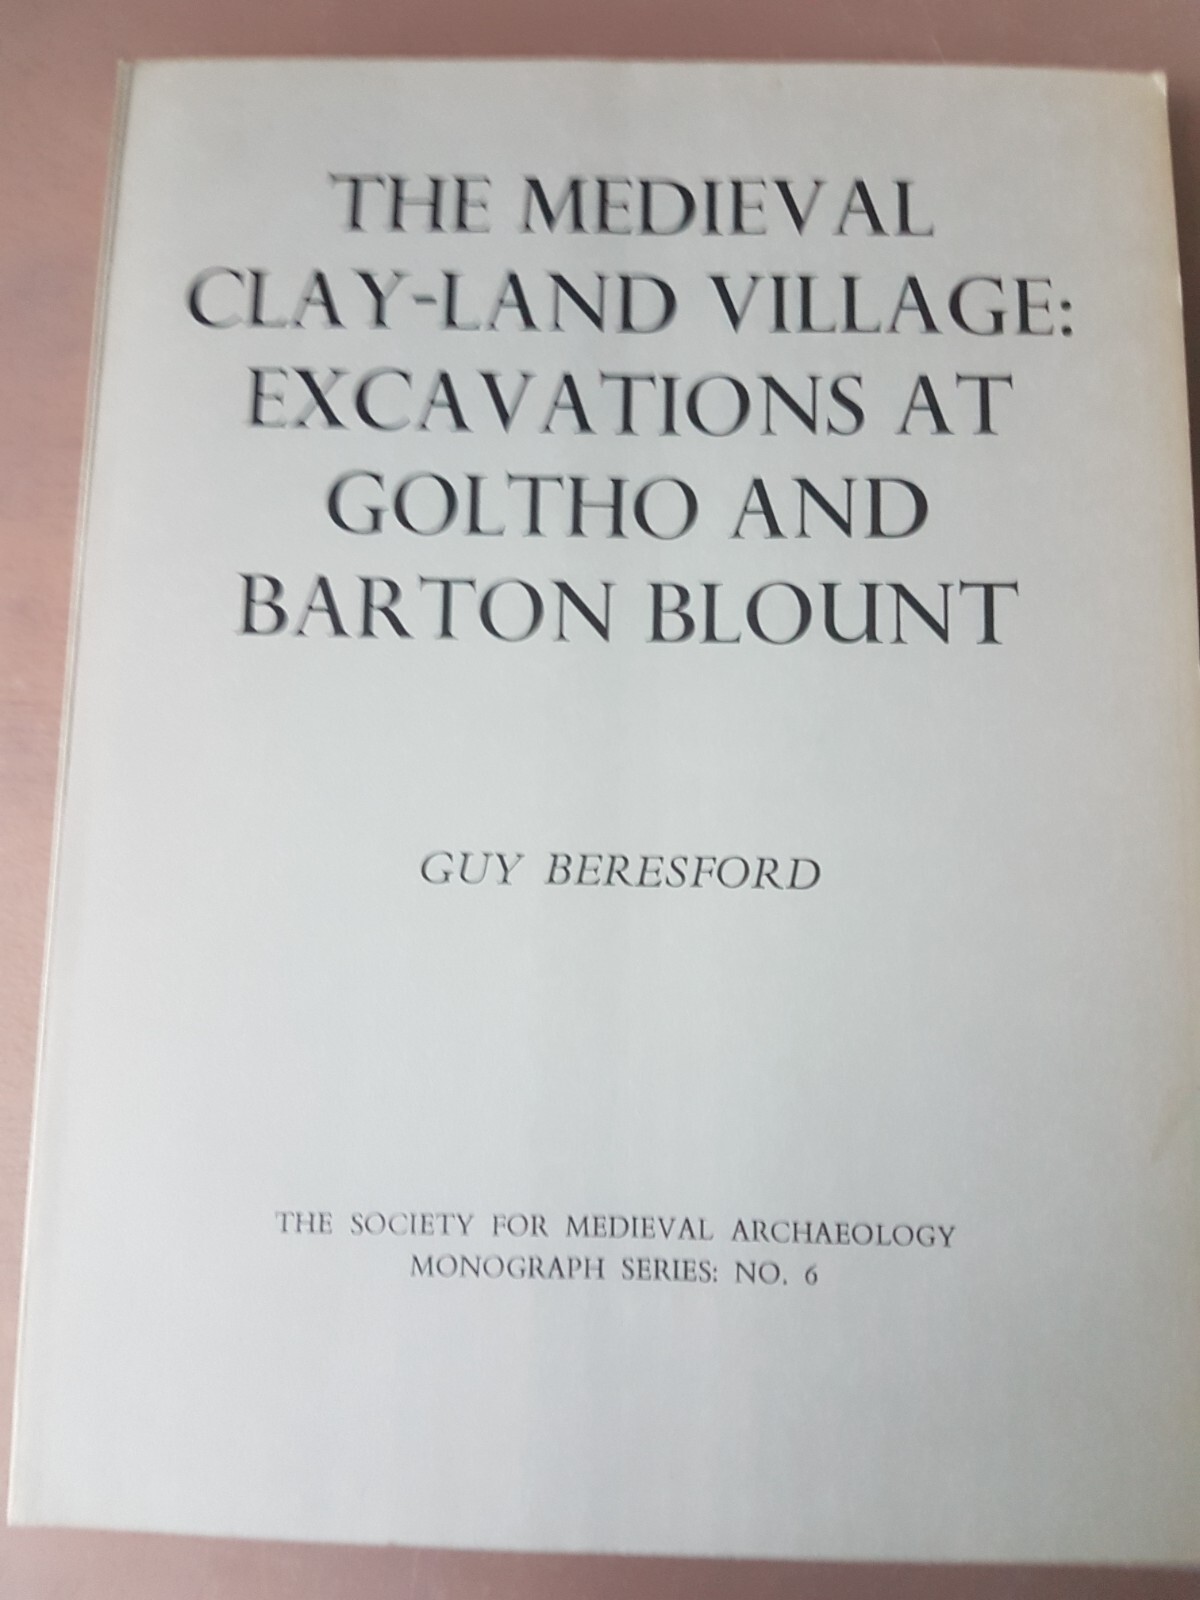 THE MEDIEVAL
CLAY-LAND VILLAGE:
EXCAVATIONS AT
GOLTHO AND
BARTON BLOUNT
GUY BERESFORD
THE SOCIETY FOR MEDIEVAL ARCHAEOLOGY
MONOGRAPH SERIES: NO. 6